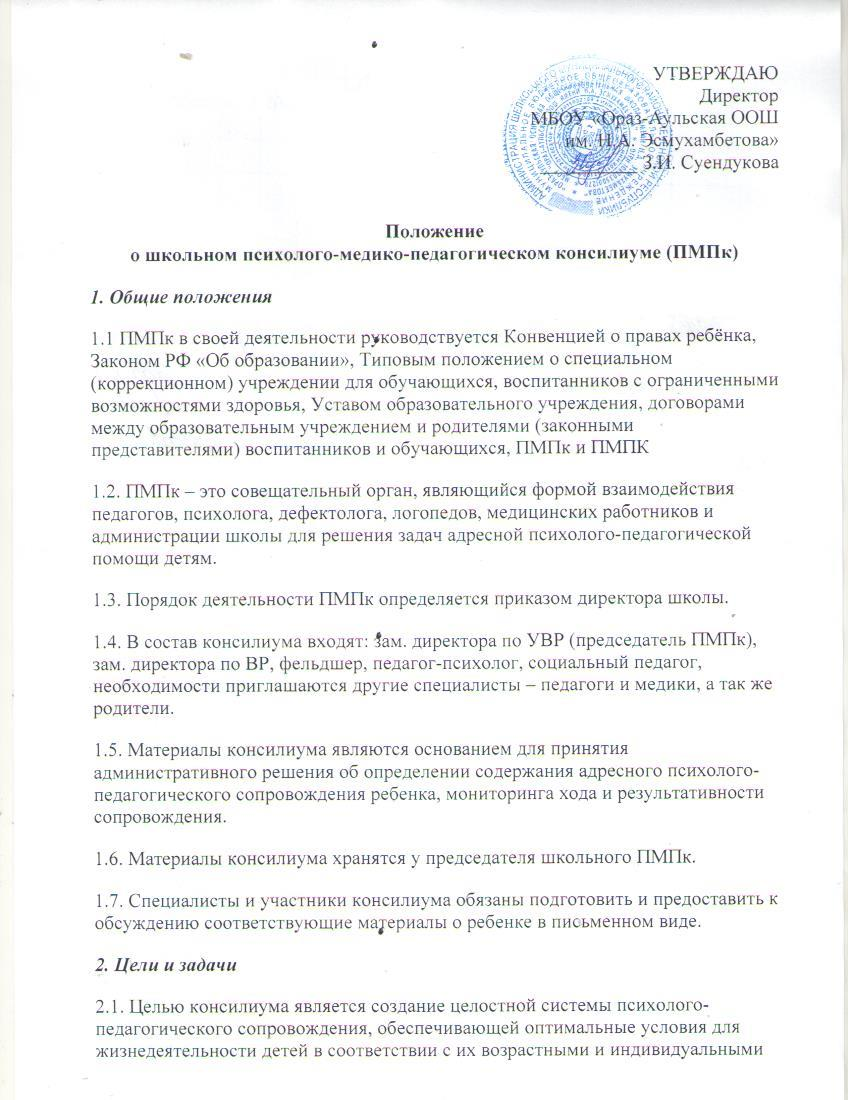 УТВЕРЖДАЮ
Директор
МБОУ «Ораз-Аульская ООШ
им. Н.А. Эсмухамбетова»
З.И. Суендукова
Положение
о школьном психолого-медико-педагогическом консилиуме (ПМПк)
1. Общие положения
1.1 ПМПк в своей деятельности руководствуется Конвенцией о правах ребёнка,
Законом РФ «Об образовании», Типовым положением о специальном
(коррекционном) учреждении для обучающихся, воспитанников с ограниченными
возможностями здоровья, Уставом образовательного учреждения, договорами
между образовательным учреждением и родителями (законными
представителями) воспитанников и обучающихся, ПМПк и ПМПК
1.2. ПМПк – это совещательный орган, являющийся формой взаимодействия
педагогов, психолога, дефектолога, логопедов, медицинских работников и
администрации школы для решения задач адресной психолого-педагогической
помощи детям.
1.3. Порядок деятельности ПМПк определяется приказом директора школы.
1.4. В состав консилиума входят: зам. директора по УВР (председатель ПМПк),
зам. директора по ВР, фельдшер, педагог-психолог, социальный педагог,
необходимости приглашаются другие специалисты – педагоги и медики, а так же
родители.
1.5. Материалы консилиума являются основанием для принятия
административного решения об определении содержания адресного психолого-
педагогического сопровождения ребенка, мониторинга хода и результативности
сопровождения.
1.6. Материалы консилиума хранятся у председателя школьного ПМПк.
1.7. Специалисты и участники консилиума обязаны подготовить и предоставить к
обсуждению соответствующие материалы о ребенке в письменном виде.
2. Цели и задачи
2.1. Целью консилиума является создание целостной системы психолого-
педагогического сопровождения, обеспечивающей оптимальные условия для
жизнедеятельности детей в соответствии с их возрастными и индивидуальными